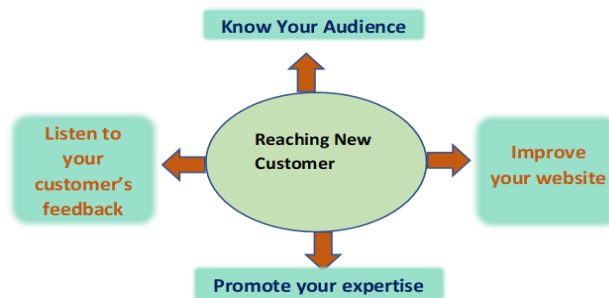 Know Your Audience
Listen to
your
customer's
feedback
Reaching New
Customer
Improve
your website
Promote your expertise